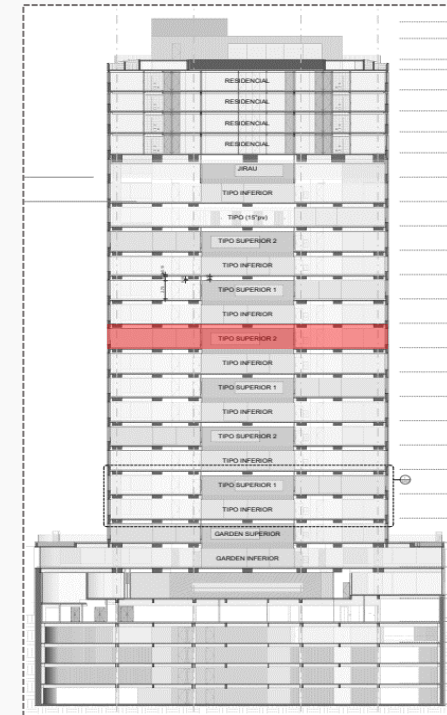 RESIDENCIAL
RESIDENCIAL
RESIDENCIAL
RESIDENCIAL
JIRAU
TIPO INFERIOR
TIPO (15°pv)
TIPO SUPERIOR 2
TIPO INFERIOR
TIPO SUPERIOR 1
TIPO INFERIOR
TIPO SUPERIOR 2
TIPO INFERIOR
TIPO SUPERIOR 1
TIPO INFERIOR
TIPO SUPERIOR 2
TIPO INFERIOR
TIPO SUPERIOR 1
TIPO INFERIOR
GARDEN SUPERIOR
GARDEN INFERIOR